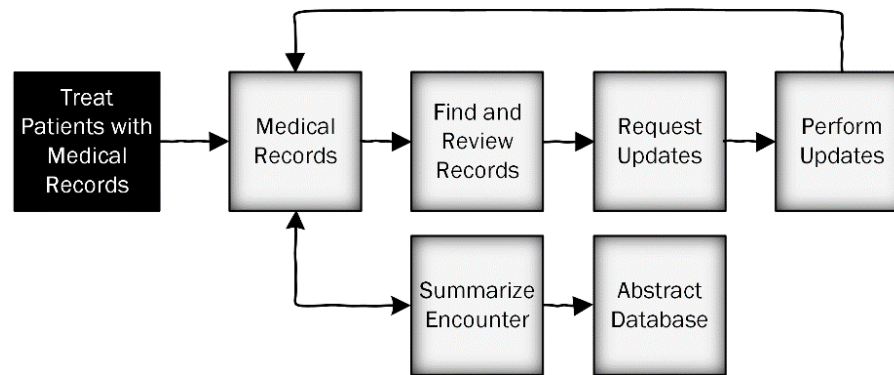 Treat
Patients with
Medical
Records
Medical
Records
Find and
Review
Records
Request
Updates
Perform
Updates
Summarize
Encounter
Abstract
Database